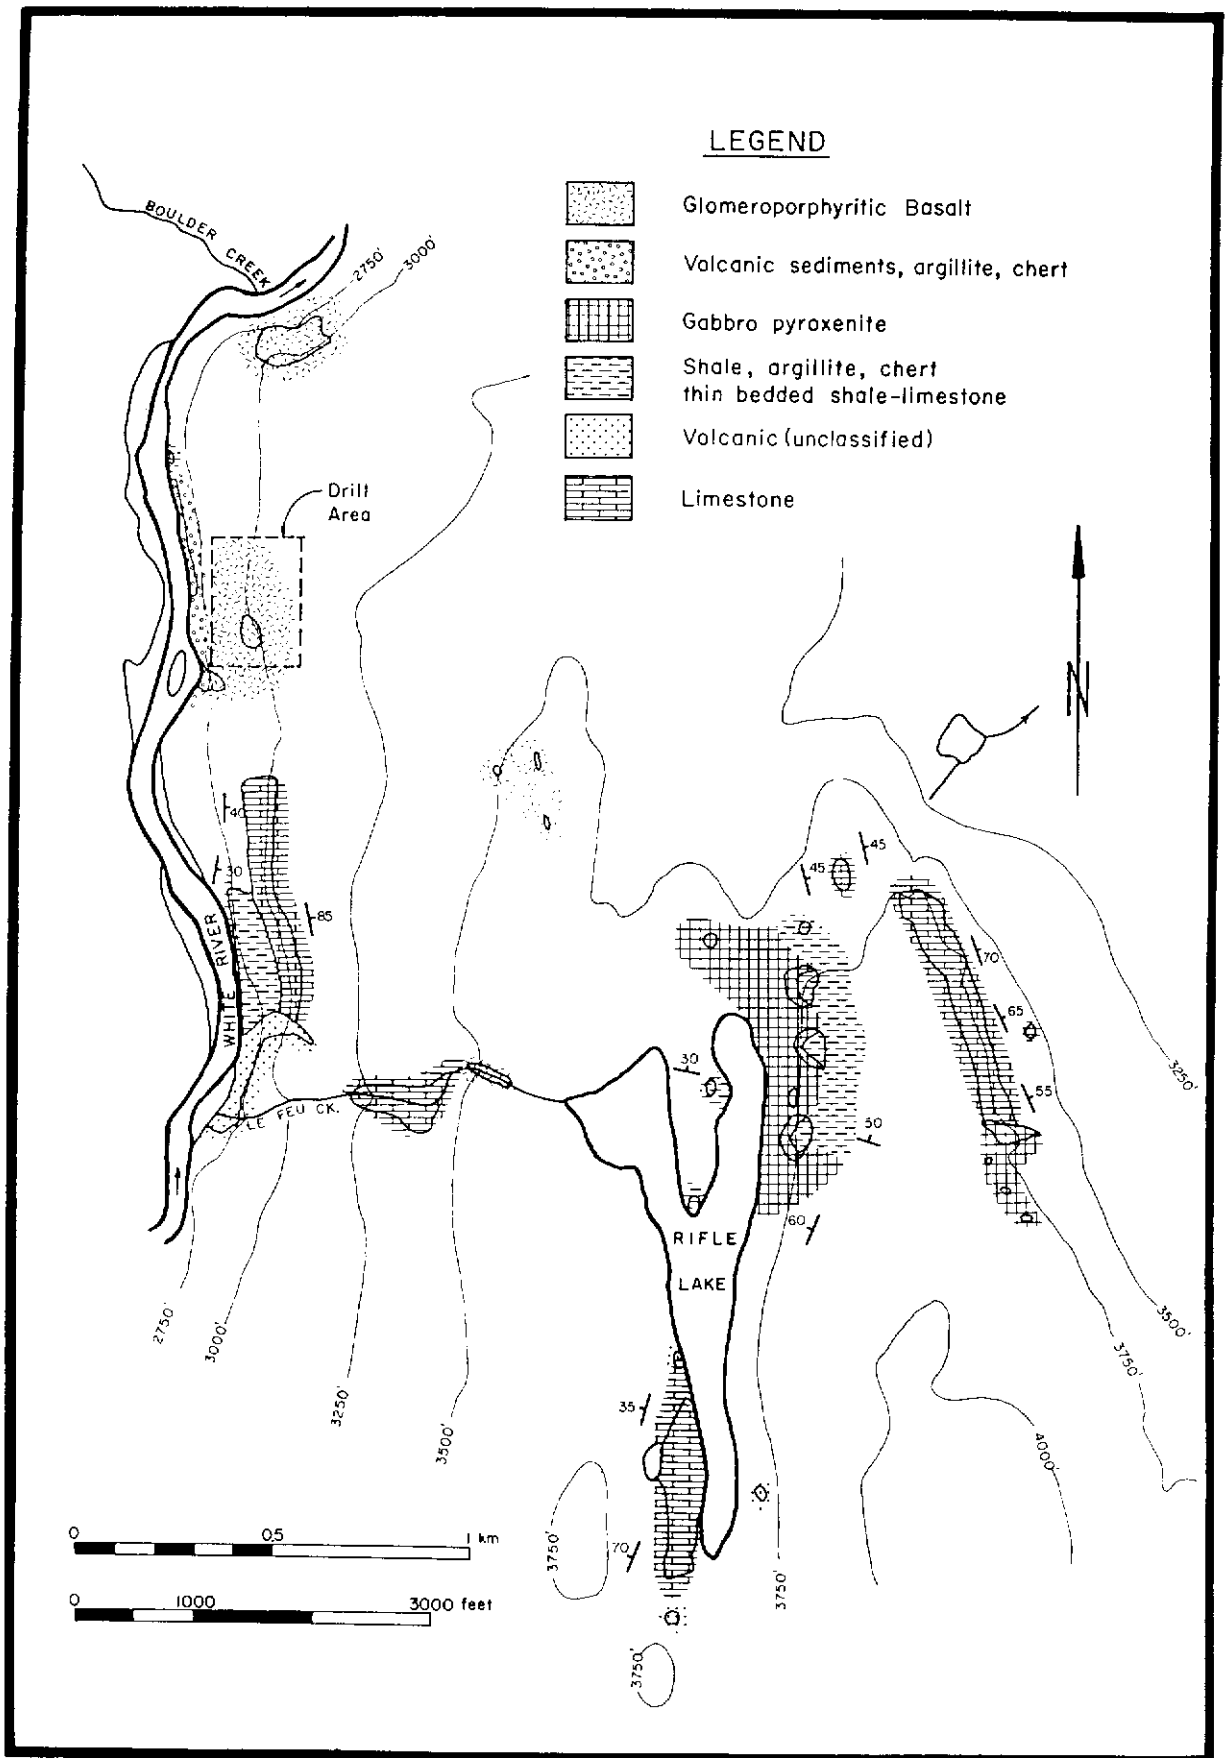 LEGEND
Glomeroporphyritic Basalt
Volcanic sediments, argillite, chert
Gabbro pyroxenite
Shale, argillite, chert
thin bedded shale-limestone
Volcanic (unclassified)
Limestone
BOULDER CREEK
2750'
3000'
Drill
Area
N
40
30
85
WHITE RIVER
45
45
70
65
55
3250'
30
50
60
LE FEU CK.
RIFLE
LAKE
2750'
3000'
3250'
3500'
35
70
3750'
3750'
3750'
3500'
3750'
4000'
0 0.5 1 km
0 1000 3000 feet